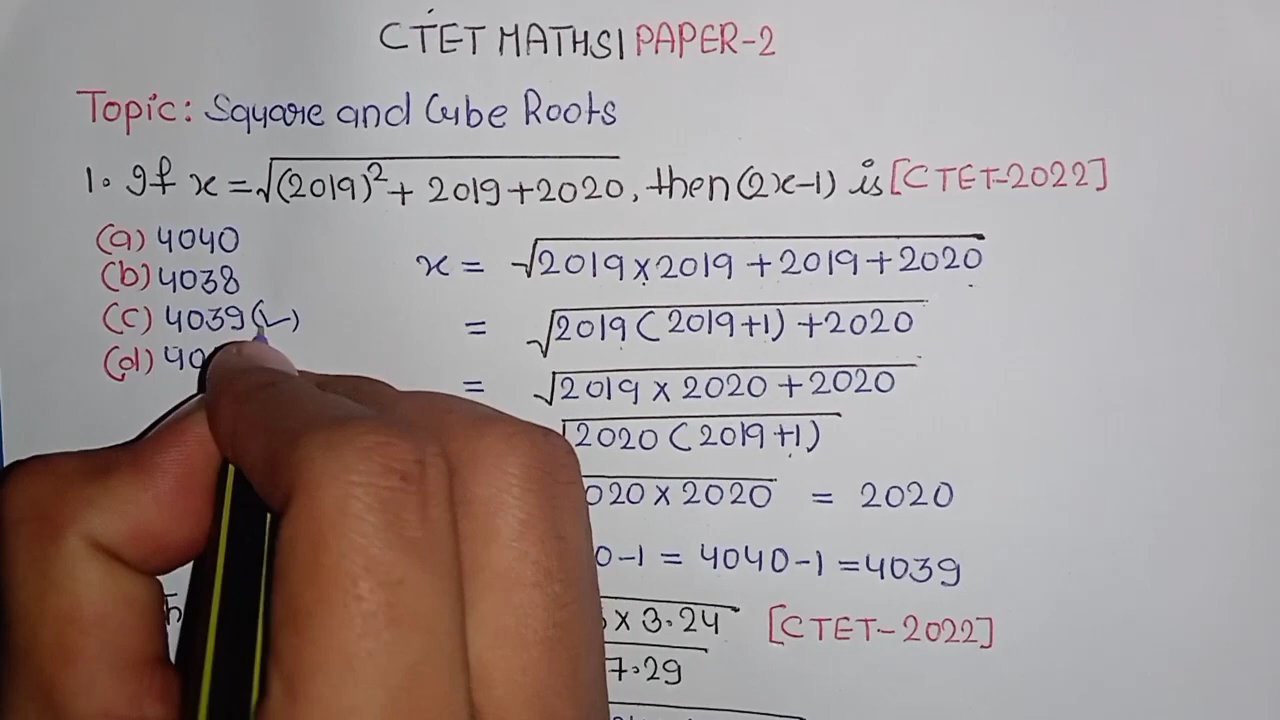 CTET MATHS| PAPER-2
Topic: Square and Cube Roots
1. If x = √(2019)² + 2019 + 2020, then (2x-1) is [CTET-2022]
(a) 4040
(b) 4038
(c) 4039 (✓)
(d) 40
x = √2019 × 2019 + 2019 + 2020
= √2019 (2019+1) + 2020
= √2019 × 2020 + 2020
√2020 (2019+1)
020 × 2020 = 2020
0-1 = 4040-1 = 4039
× 3.24 [CTET-2022]
7.29